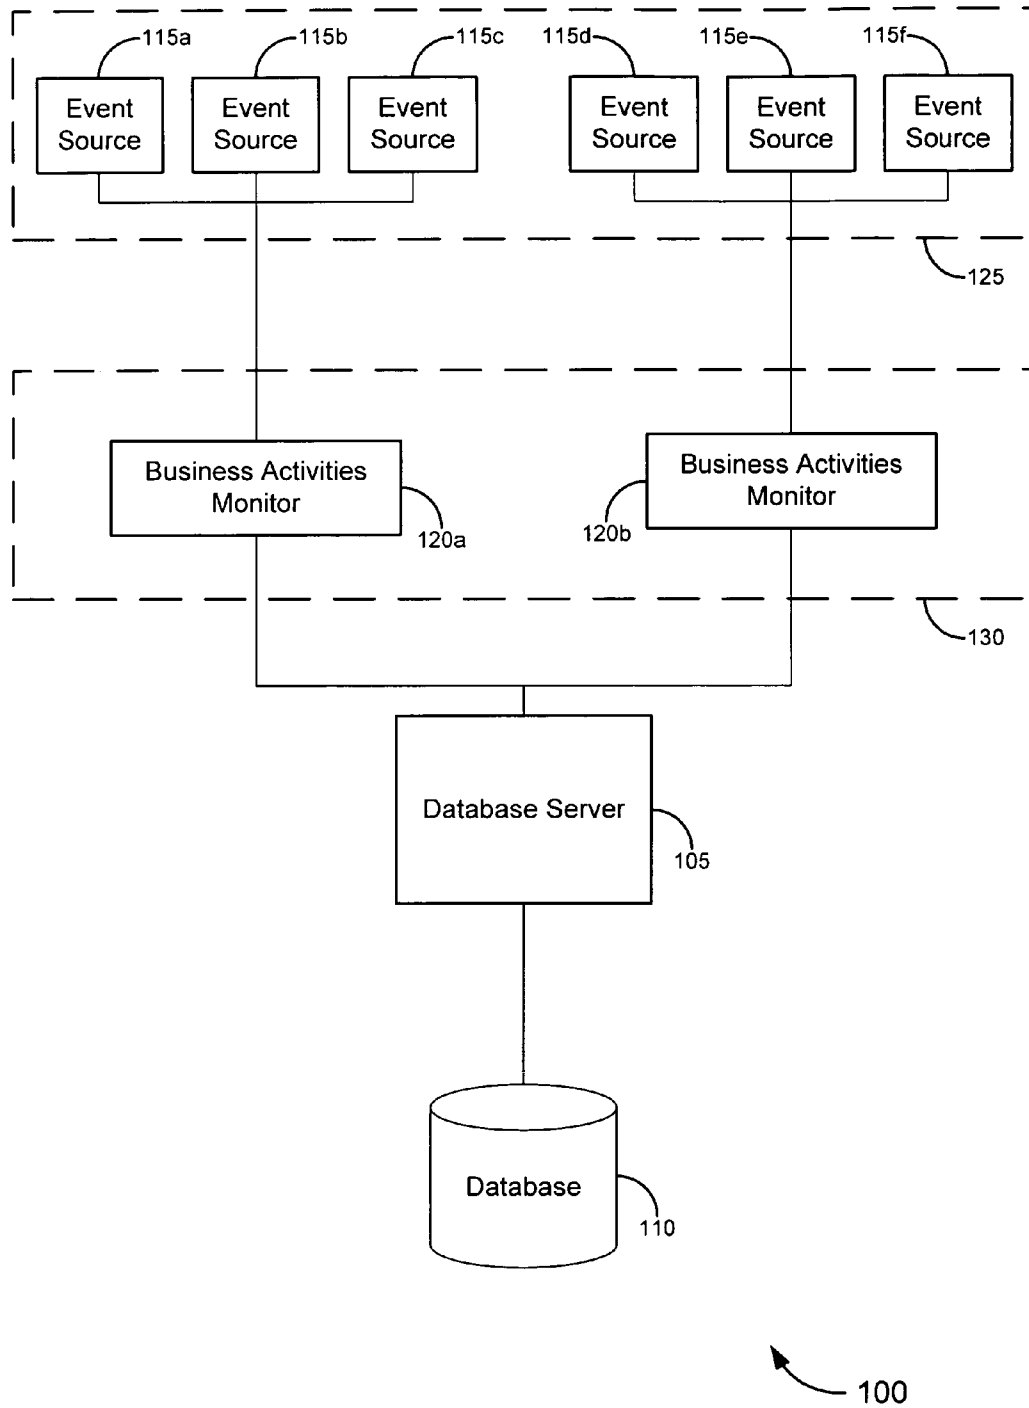 115a 115b 115c 115d 115e 115f
Event Source
Event Source
Event Source
Event Source
Event Source
Event Source
125
Business Activities
Monitor
120a
Business Activities
Monitor
120b
130
Database Server
105
Database
110
100